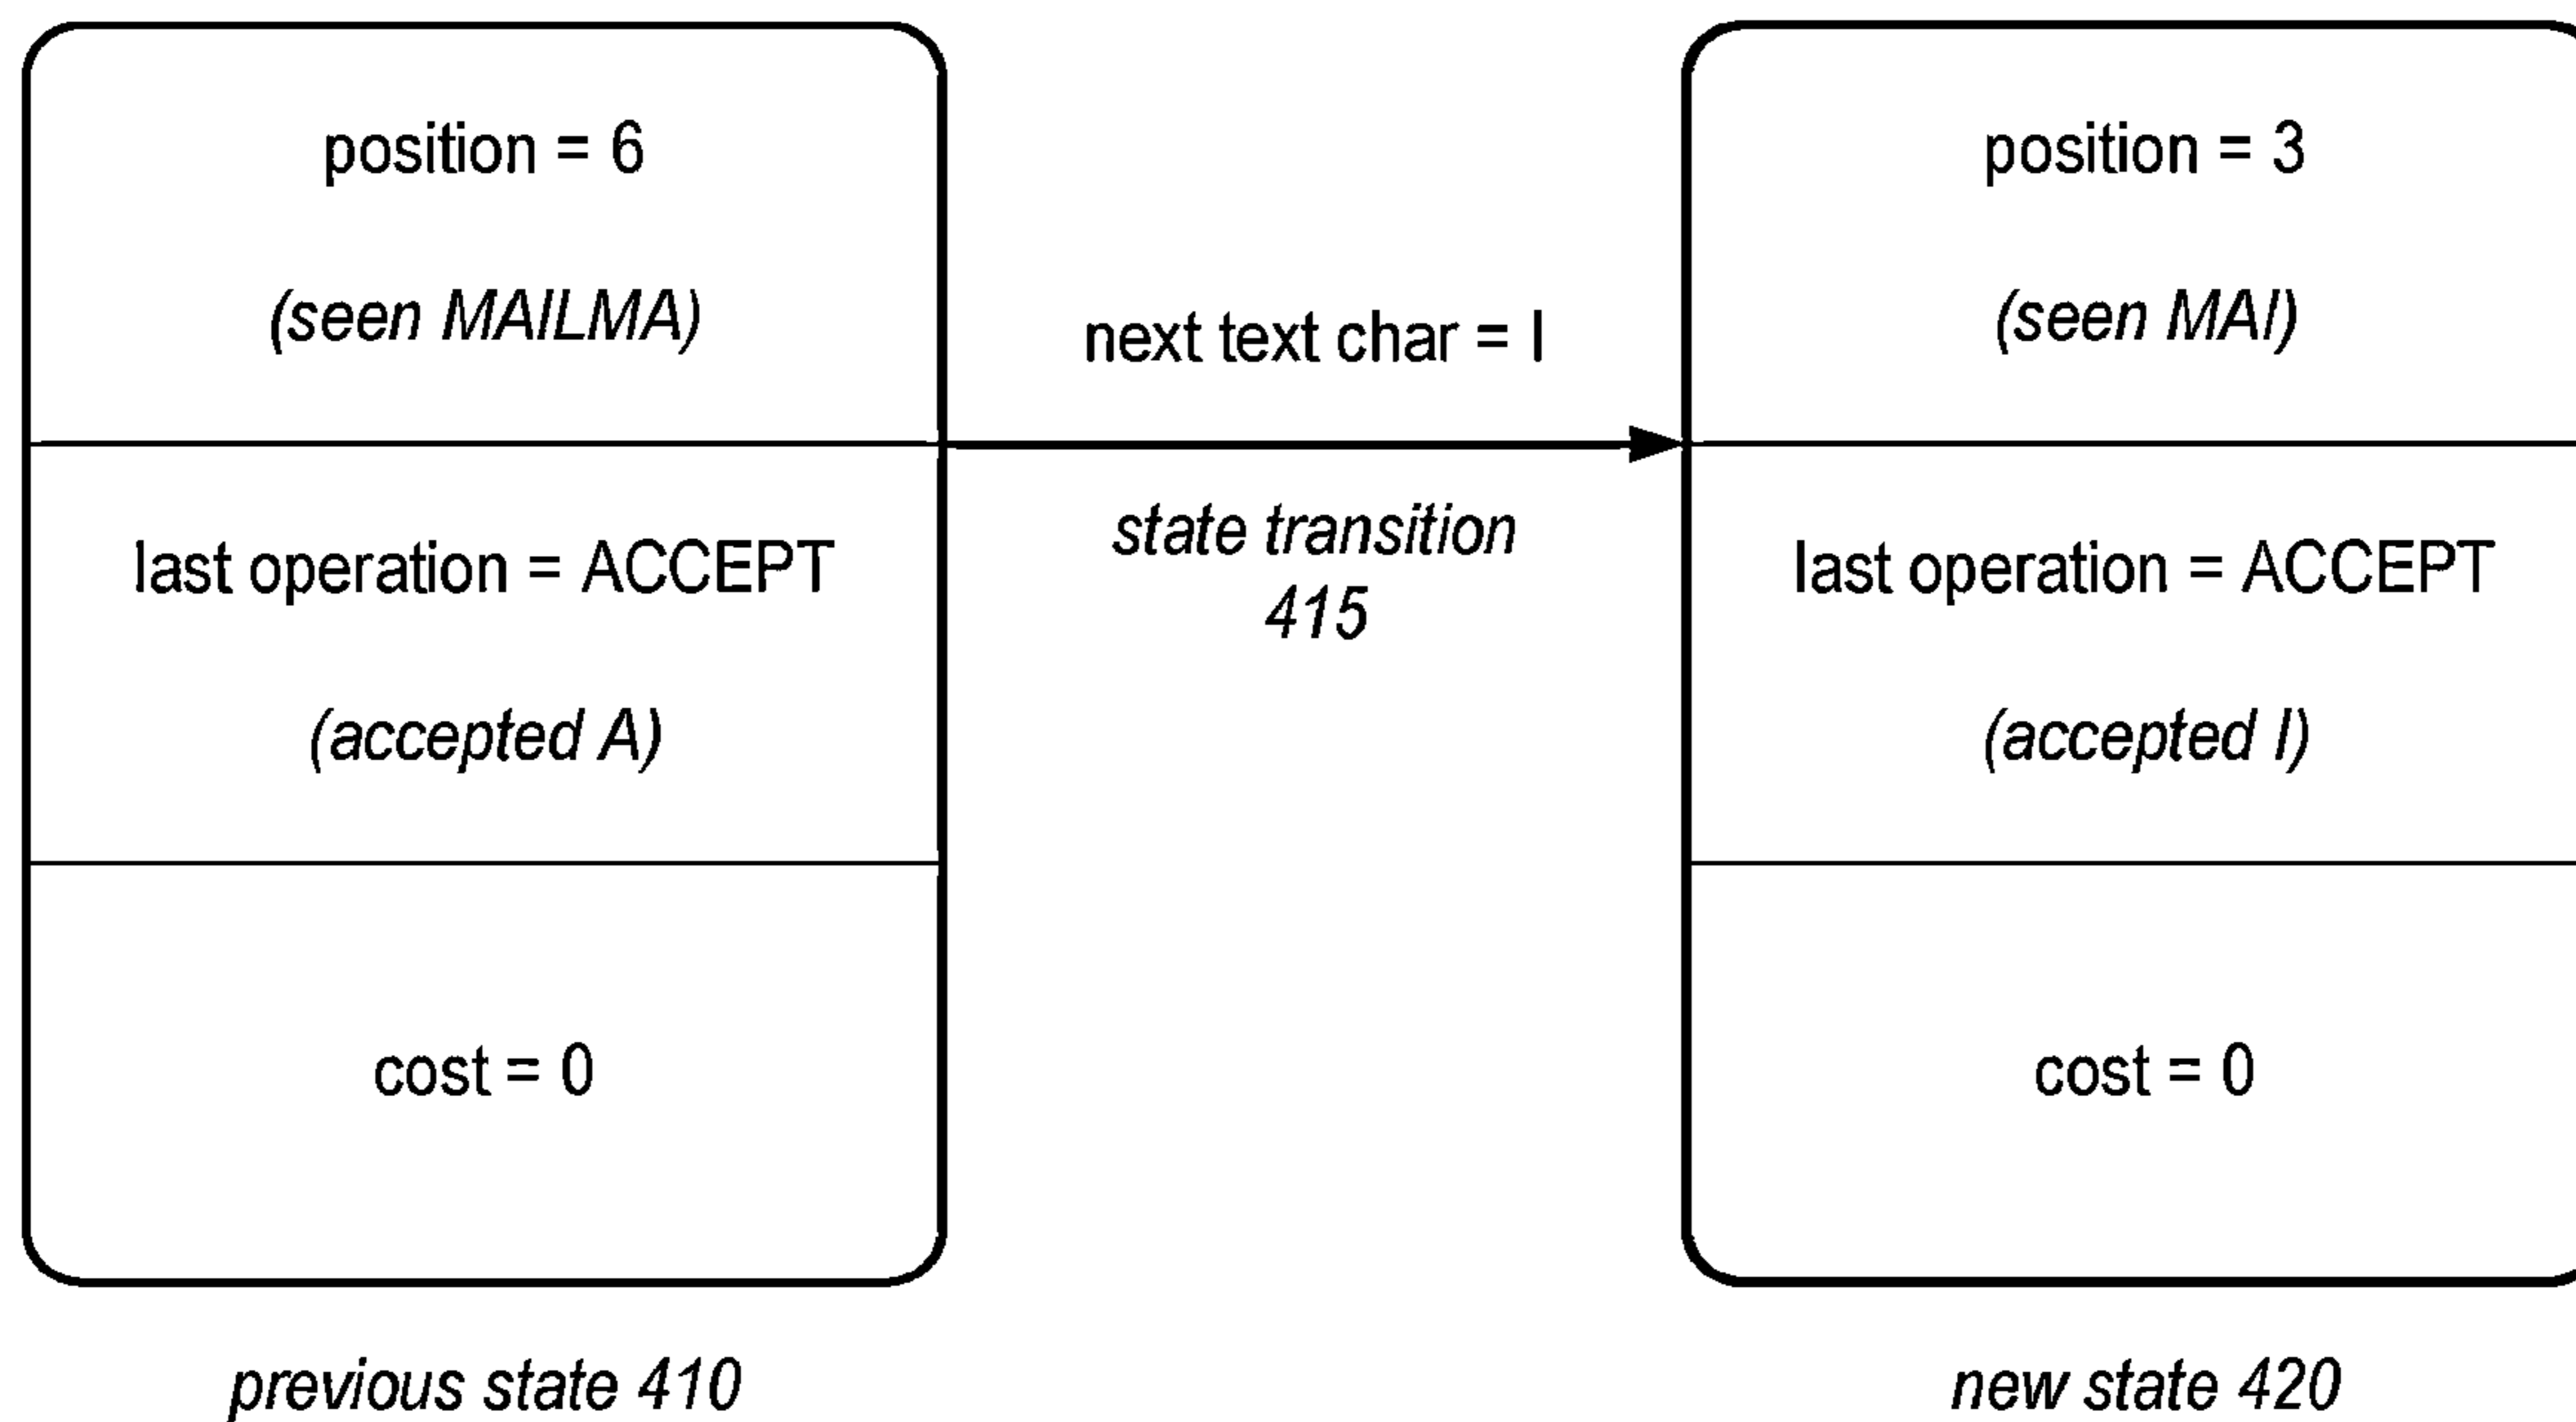 position = 6
(seen MAILMA)
last operation = ACCEPT
(accepted A)
cost = 0
previous state 410
next text char = I
state transition
415
position = 3
(seen MAI)
last operation = ACCEPT
(accepted I)
cost = 0
new state 420